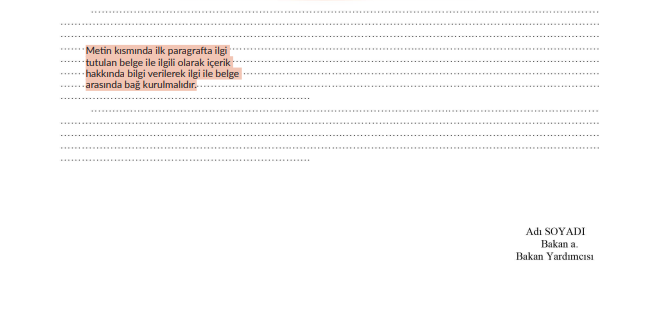 Metin kısmında ilk paragrafta ilgi
tutulan belge ile ilgili olarak içerik
hakkında bilgi verilerek ilgi ile belge
arasında bağ kurulmalıdır.
Adı SOYADI
Bakan a.
Bakan Yardımcısı